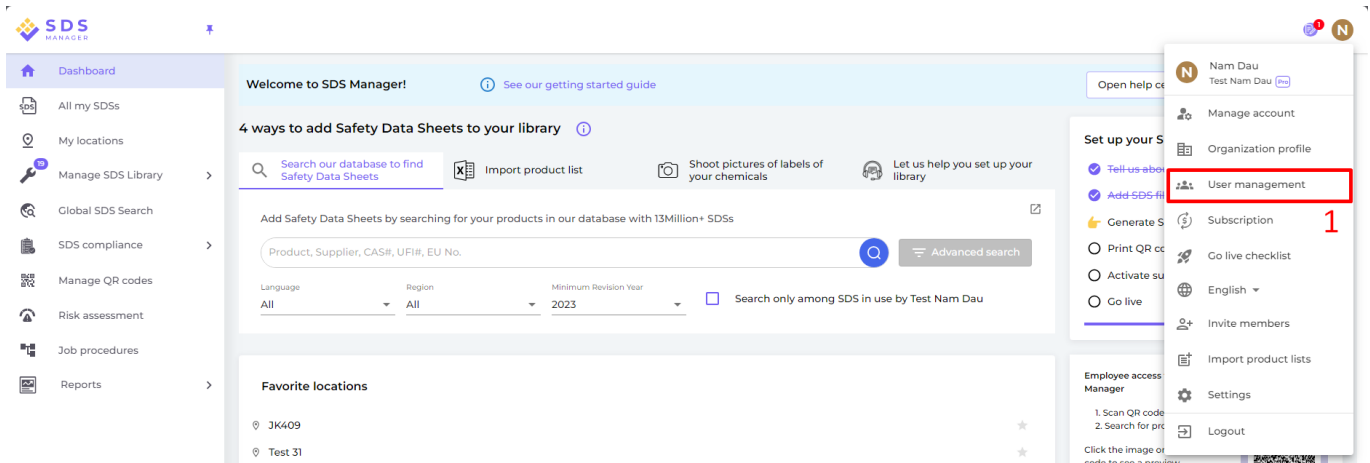 SDS
MANAGER
1
N
Dashboard
SDS
All my SDSs
My locations
19
Manage SDS Library
Global SDS Search
SDS compliance
Manage QR codes
Risk assessment
Job procedures
Reports
Welcome to SDS Manager!
See our getting started guide
Open help
4 ways to add Safety Data Sheets to your library
Search our database to find
Safety Data Sheets
Import product list
Shoot pictures of labels of
your chemicals
Let us help you set up your
library
Add Safety Data Sheets by searching for your products in our database with 13Million+ SDSs
Product, Supplier, CAS#, UFI#, EU No.
Advanced search
Language
All
Region
All
Minimum Revision Year
2023
Search only among SDS in use by Test Nam Dau
Favorite locations
JK409
Test 31
Set up your S
Tell us abo
Add SDS fil
Generate S
Print QR co
Activate su
Go live
Employee access
Manager
1. Scan QR code
2. Search for pro
Click the image or
code to see a preview
N
Nam Dau
Test Nam Dau Pro
Manage account
Organization profile
User management
1
Subscription
Go live checklist
English
Invite members
Import product lists
Settings
Logout